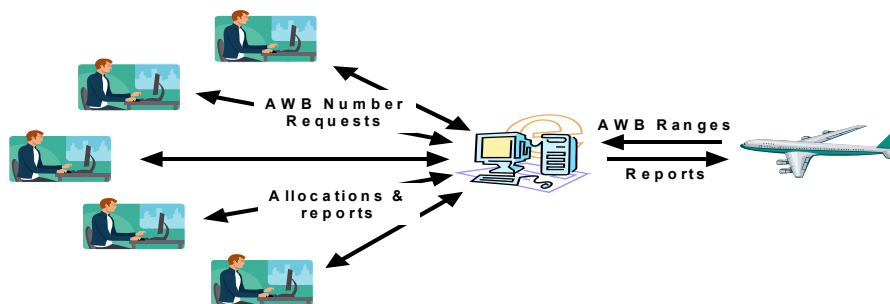 AWB Number
Requests
AWB Ranges
Reports
Allocations &
reports